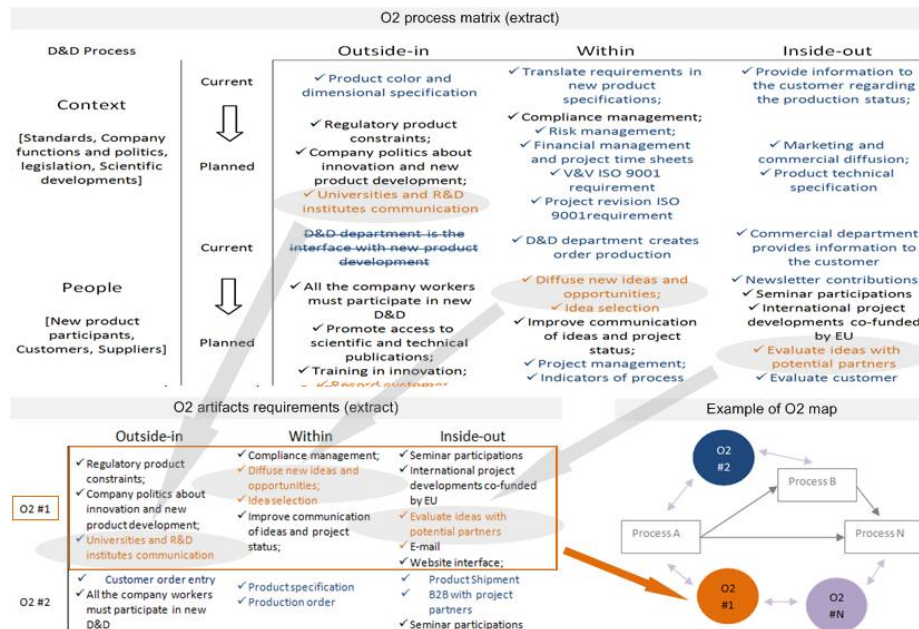 O2 process matrix (extract)
D&D Process
Outside-in
Within
Inside-out
Context
[Standards, Company
functions and politics,
legislation, Scientific
developments]
Current
✓ Product color and
dimensional specification
✓ Translate requirements in
new product
specifications;
✓ Provide information to
the customer regarding
the production status;
Planned
✓ Regulatory product
constraints;
✓ Company politics about
innovation and new
product development;
✓ Universities and R&D
institutes communication
✓ Compliance management;
✓ Risk management;
✓ Financial management
and project time sheets
✓ V&V ISO 9001
requirement
✓ Project revision ISO
9001requirement
✓ Marketing and
commercial diffusion;
✓ Product technical
specification
People
[New product
participants,
Customers, Suppliers]
Current
D&D department is the
interface with new product
development
✓ D&D department creates
order production
✓ Commercial department
provides information to
the customer
Planned
✓ All the company workers
must participate in new
D&D
✓ Promote access to
scientific and technical
publications;
✓ Training in innovation;
✓ Record customer
✓ Diffuse new ideas and
opportunities;
✓ Idea selection
✓ Improve communication
of ideas and project
status;
✓ Project management;
✓ Indicators of process
✓ Newsletter contributions
✓ Seminar participations
✓ International project
developments co-funded
by EU
✓ Evaluate ideas with
potential partners
✓ Evaluate customer
O2 artifacts requirements (extract)
Outside-in
Within
Inside-out
O2 #1
✓ Regulatory product
constraints;
✓ Company politics about
innovation and new
product development;
✓ Universities and R&D
institutes communication
✓ Compliance management;
✓ Diffuse new ideas and
opportunities;
✓ Idea selection
✓ Improve communication
of ideas and project
status;
✓ Seminar participations
✓ International project
developments co-funded
by EU
✓ Evaluate ideas with
potential partners
✓ E-mail
✓ Website interface;
O2 #2
✓ Customer order entry
✓ All the company workers
must participate in new
D&D
✓ Product specification
✓ Production order
✓ Product Shipment
✓ B2B with project
partners
✓ Seminar participations
Example of O2 map
O2
#2
Process B
Process A
Process N
O2
#1
O2
#N